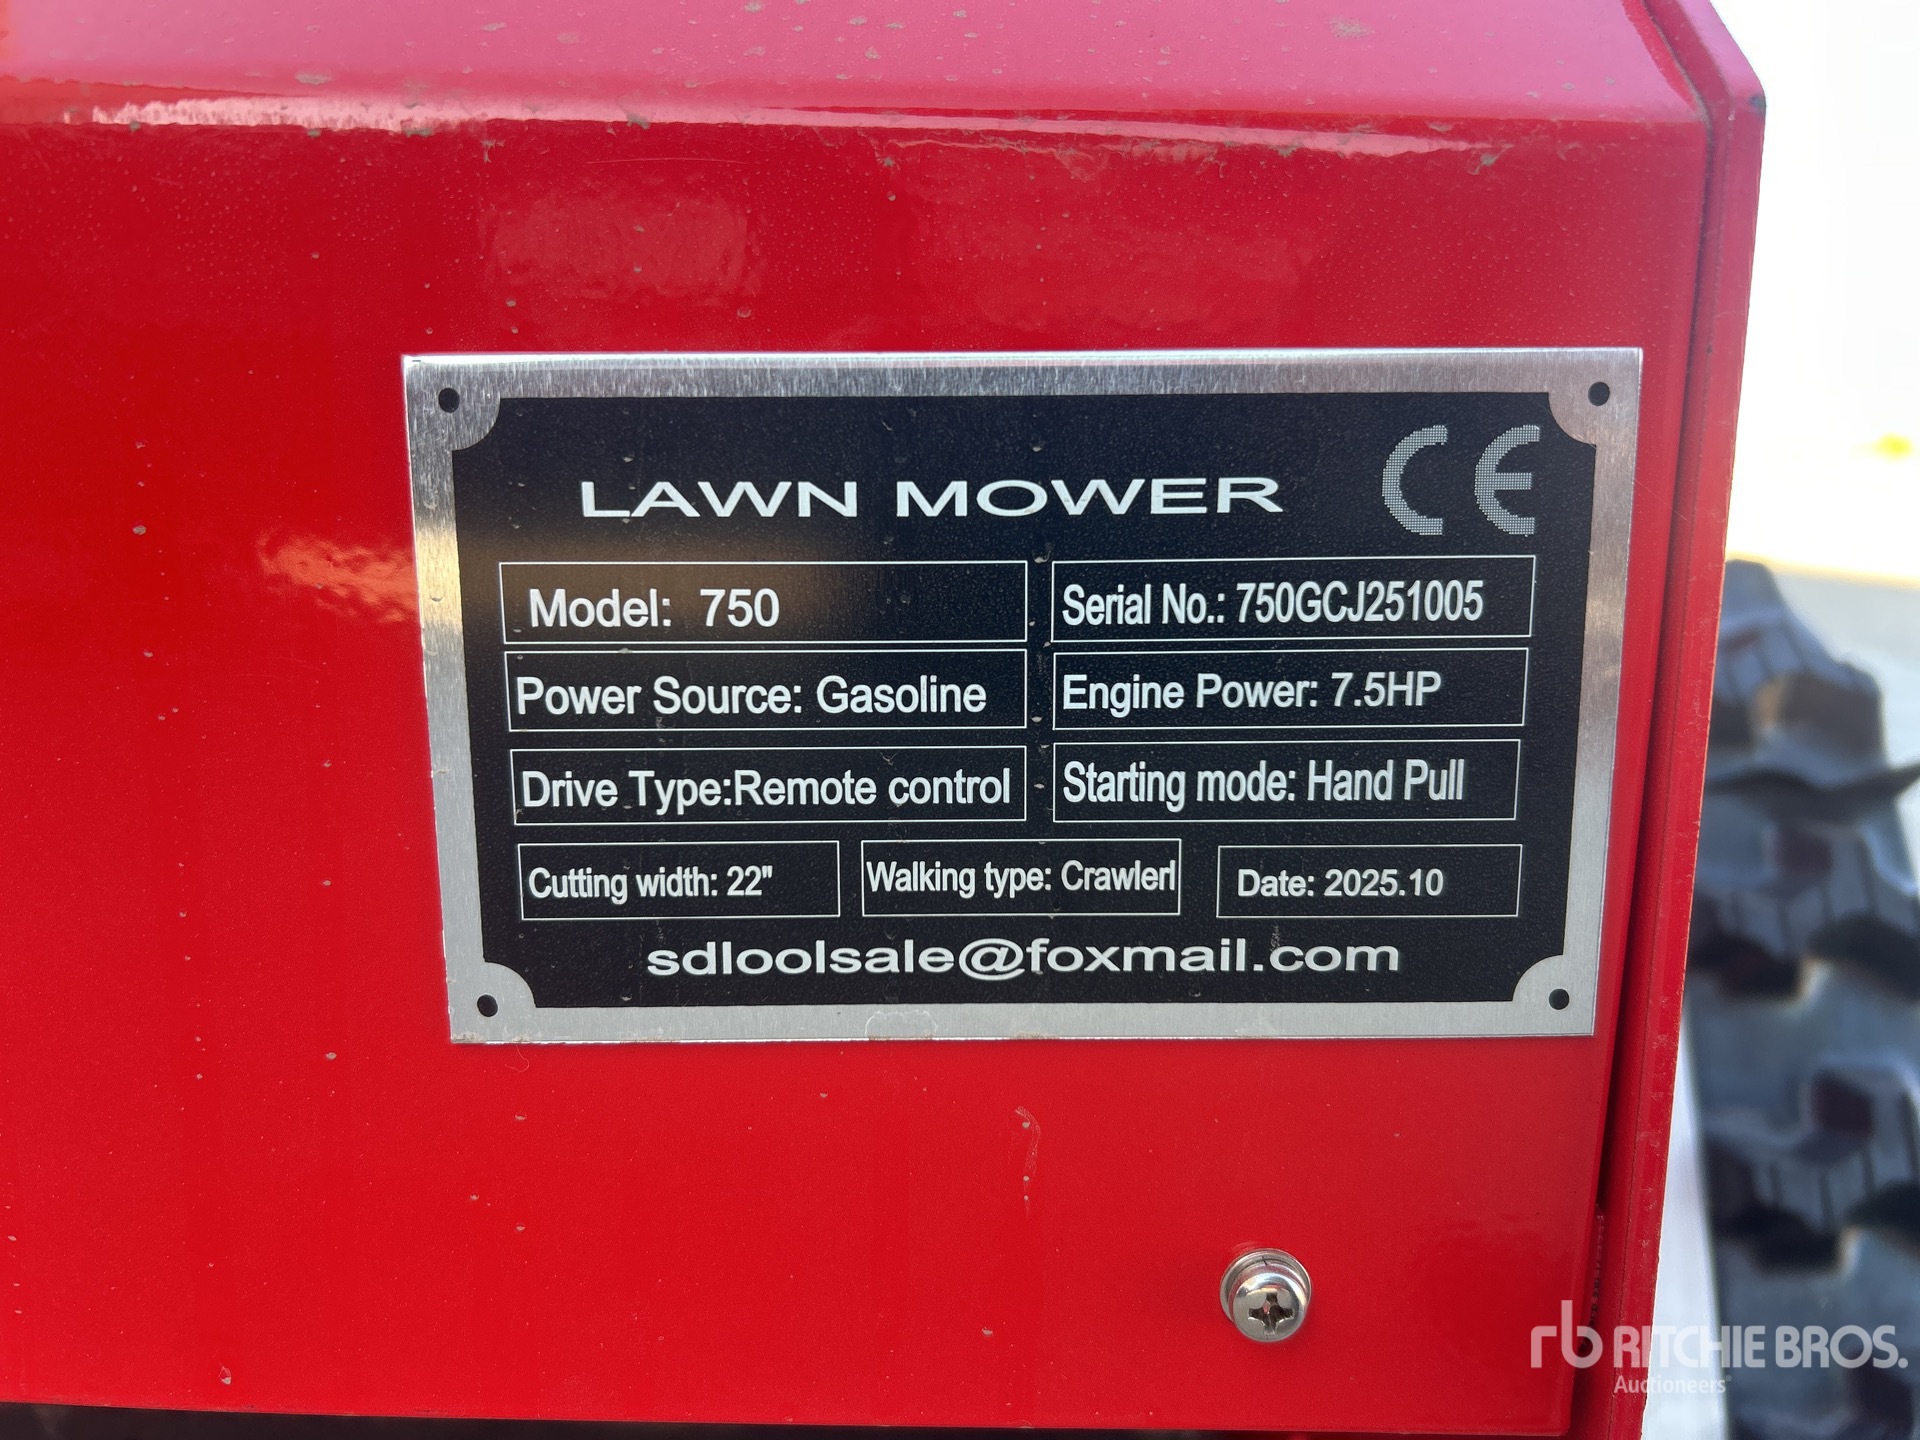 LAWN MOWER CE
Model: 750
Serial No.: 750GCJ251005
Power Source: Gasoline
Engine Power: 7.5HP
Drive Type:Remote control
Starting mode: Hand Pull
Cutting width: 22"
Walking type: Crawlerl
Date: 2025.10
sdloolsale@foxmail.com
rb RITCHIE BROS.
Auctioneers